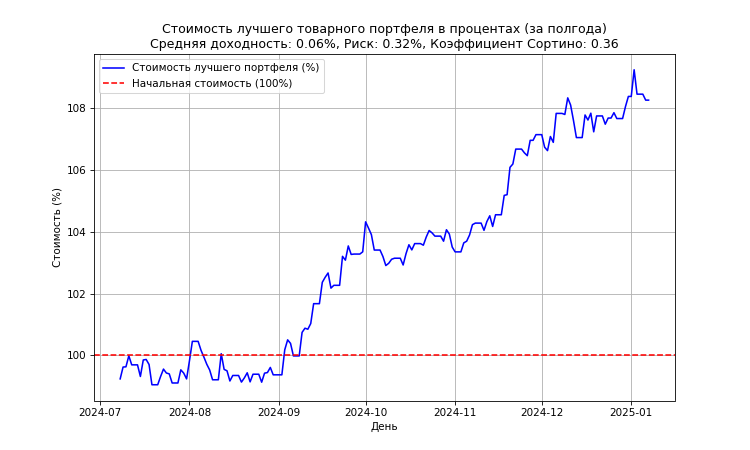 Стоимость лучшего товарного портфеля в процентах (за полгода)
Средняя доходность: 0.06%, Риск: 0.32%, Коэффициент Сортино: 0.36
Стоимость лучшего портфеля (%)
Начальная стоимость (100%)
Стоимость (%)
108
106
104
102
100
2024-07
2024-08
2024-09
2024-10
2024-11
2024-12
2025-01
День